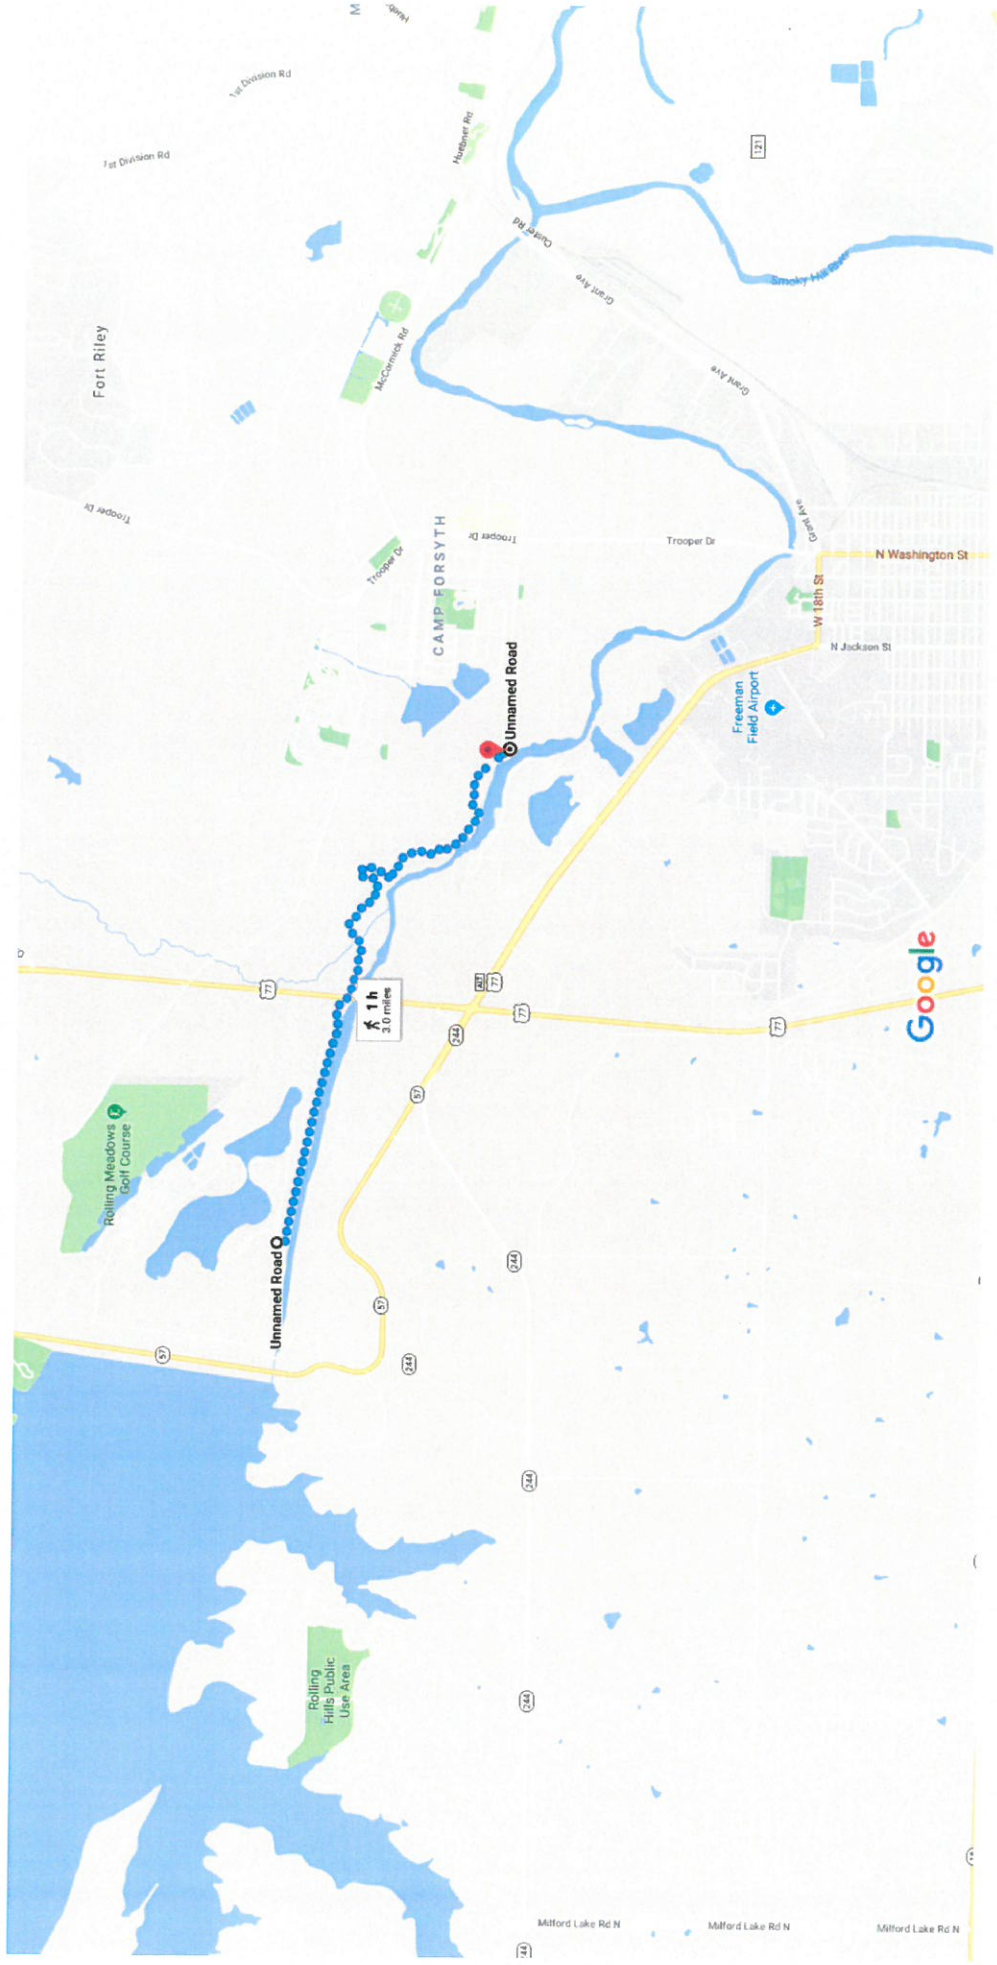 Fort Riley
1st Division Rd
1st Division Rd
Huebner Rd
M
McCormick Rd
Custer Rd
Grant Ave
Grant Ave
Grant Ave
Smoky Hill River
121
Trooper Dr
Trooper Dr
Trooper Dr
Trooper Dr
CAMP FORSYTH
N Washington St
W 18th St
N Jackson St
Freeman
Field Airport
Unnamed Road
77
ALT
77
77
77
244
57
1 h
3.0 miles
Google
Rolling Meadows
Golf Course
Unnamed Road
57
57
244
244
244
244
Rolling
Hills Public
Use Area
Milford Lake Rd N
Milford Lake Rd N
Milford Lake Rd N